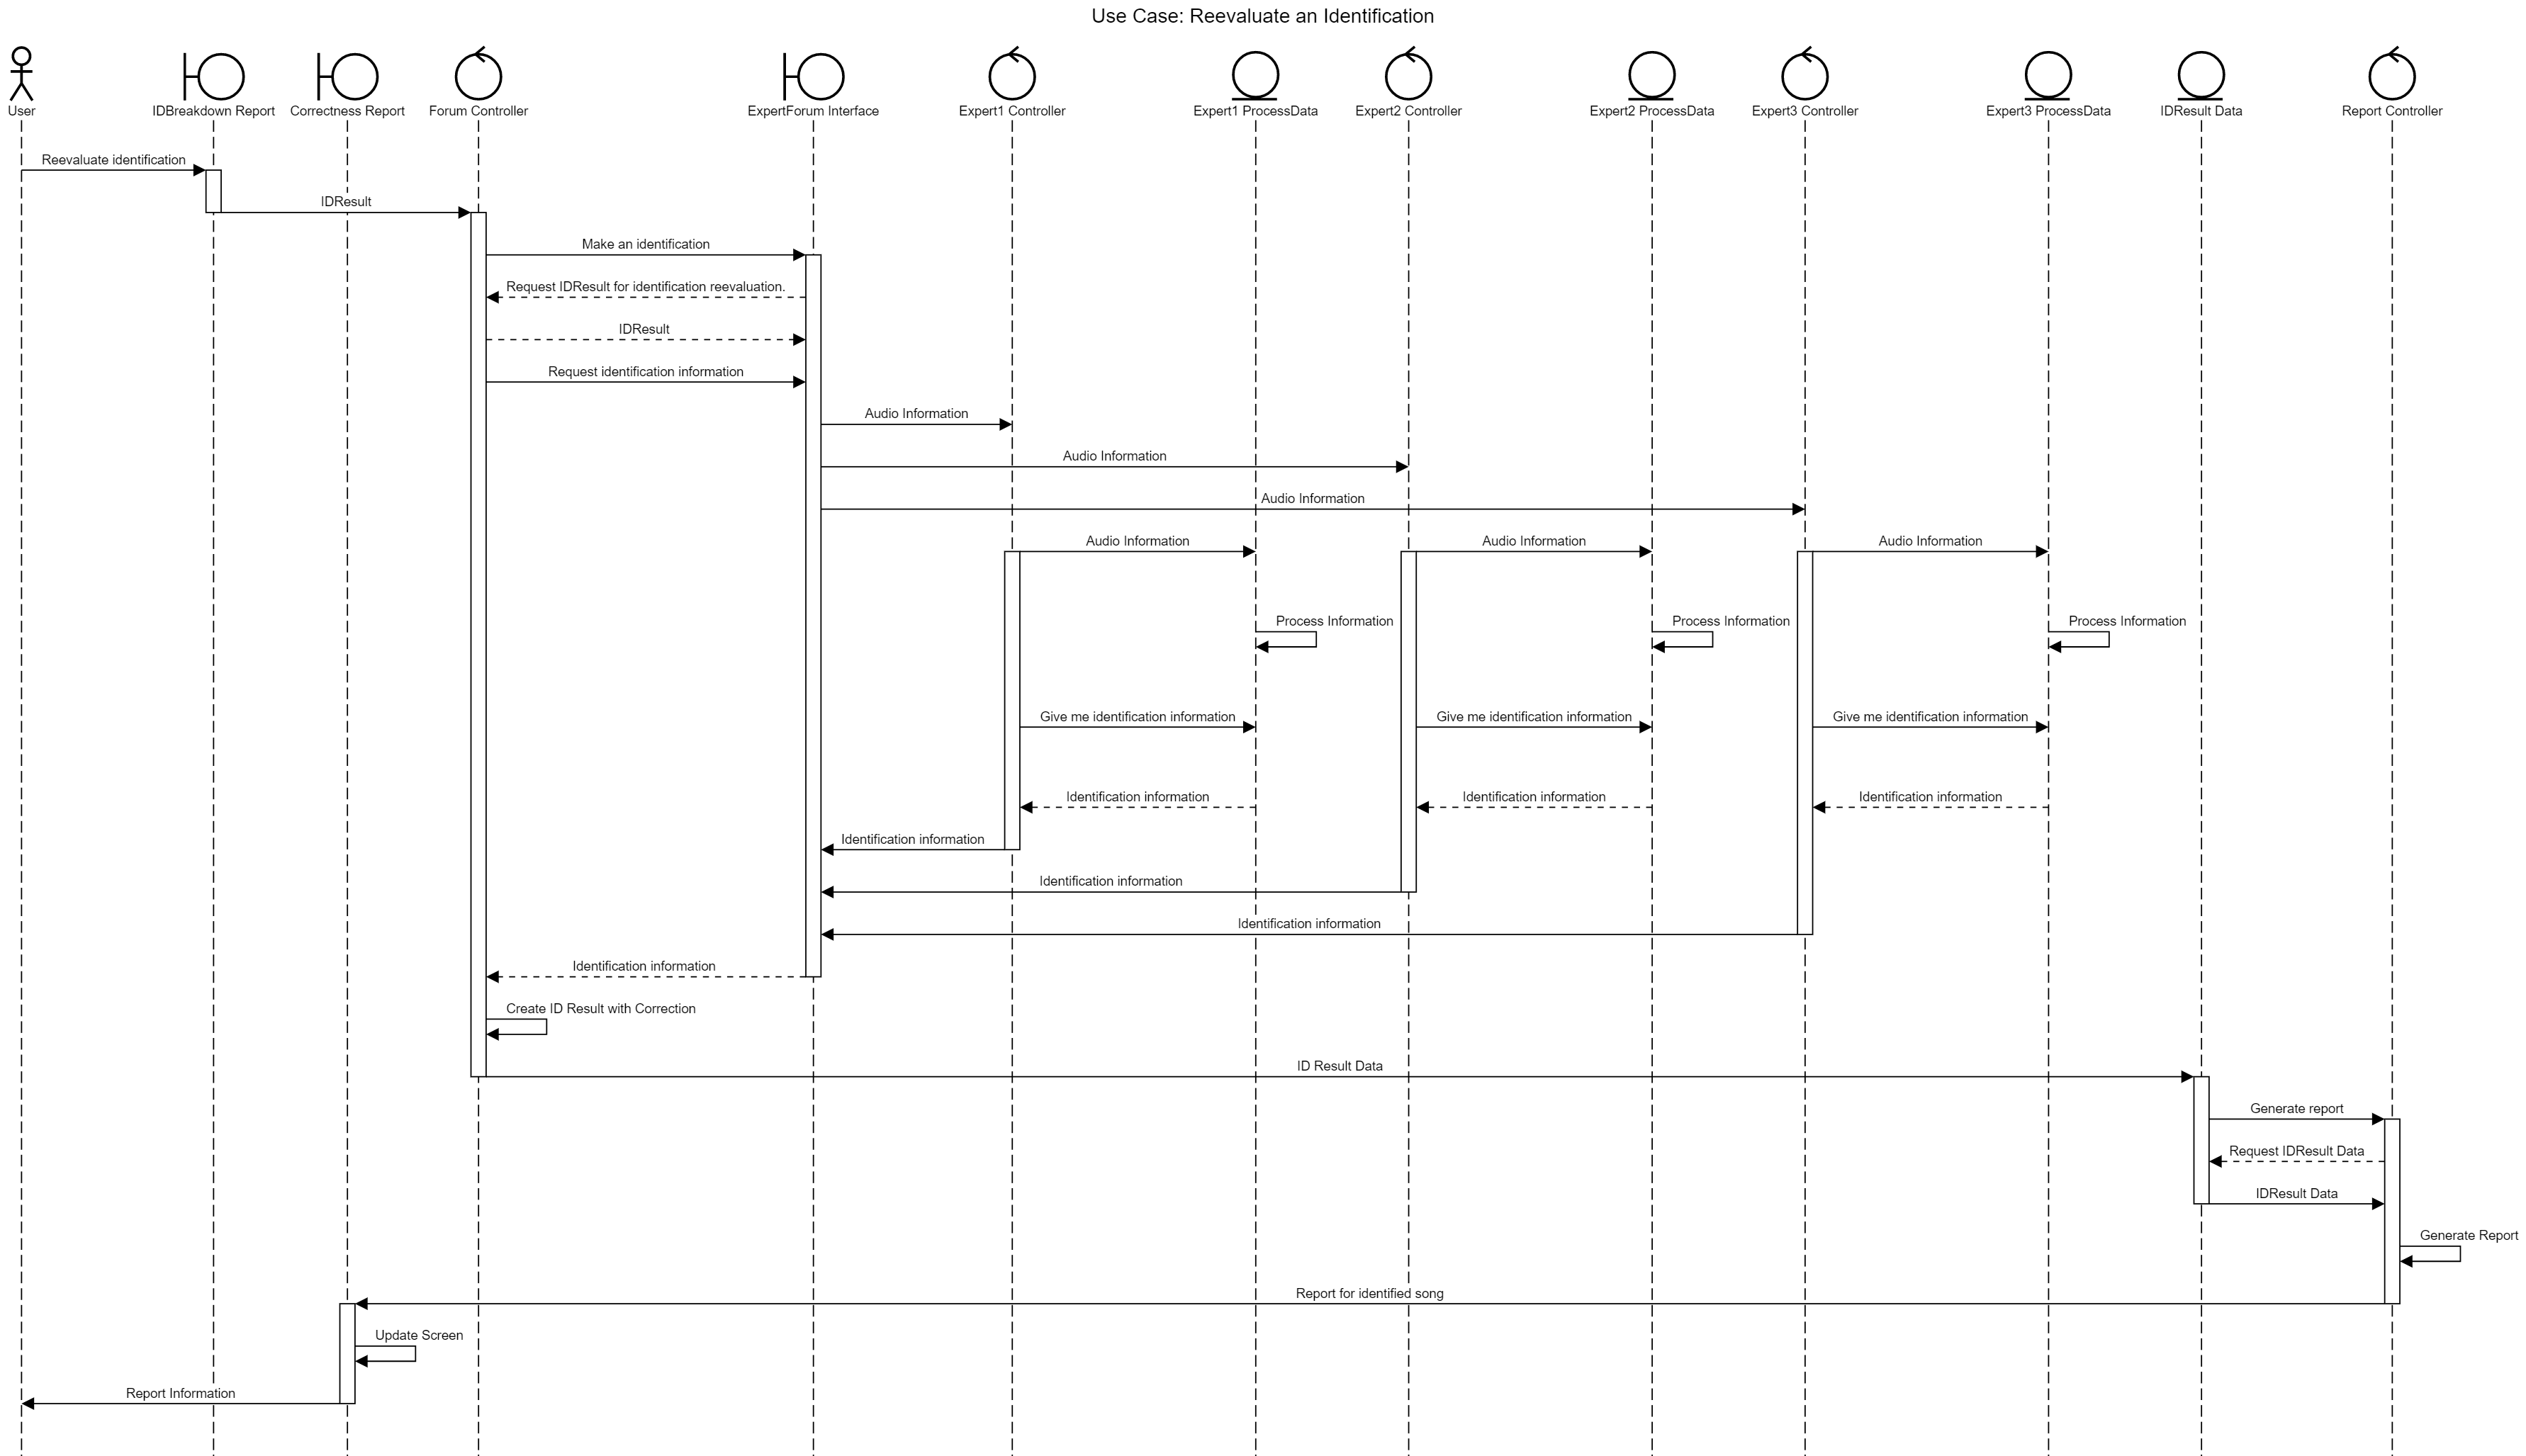 Use Case: Reevaluate an Identification
User
IDBreakdown Report
Correctness Report
Forum Controller
ExpertForum Interface
Expert1 Controller
Expert1 ProcessData
Expert2 Controller
Expert2 ProcessData
Expert3 Controller
Expert3 ProcessData
IDResult Data
Report Controller
Reevaluate identification
IDResult
Make an identification
Request IDResult for identification reevaluation.
IDResult
Request identification information
Audio Information
Audio Information
Audio Information
Audio Information
Audio Information
Audio Information
Process Information
Process Information
Process Information
Give me identification information
Give me identification information
Give me identification information
Identification information
Identification information
Identification information
Identification information
Identification information
Identification information
Identification information
Create ID Result with Correction
ID Result Data
Generate report
Request IDResult Data
IDResult Data
Generate Report
Report for identified song
Update Screen
Report Information